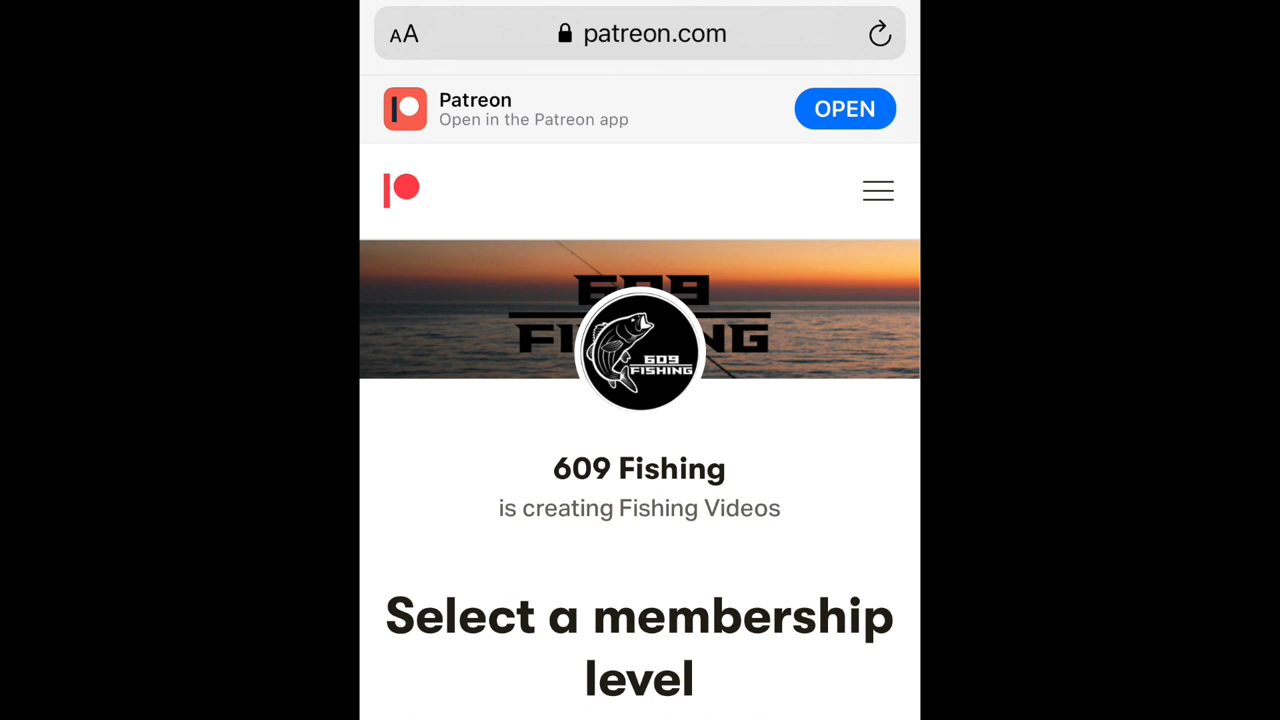 AA patreon.com
Patreon
Open in the Patreon app
OPEN
609
FISHING
609
FISHING
609 Fishing
is creating Fishing Videos
Select a membership
level